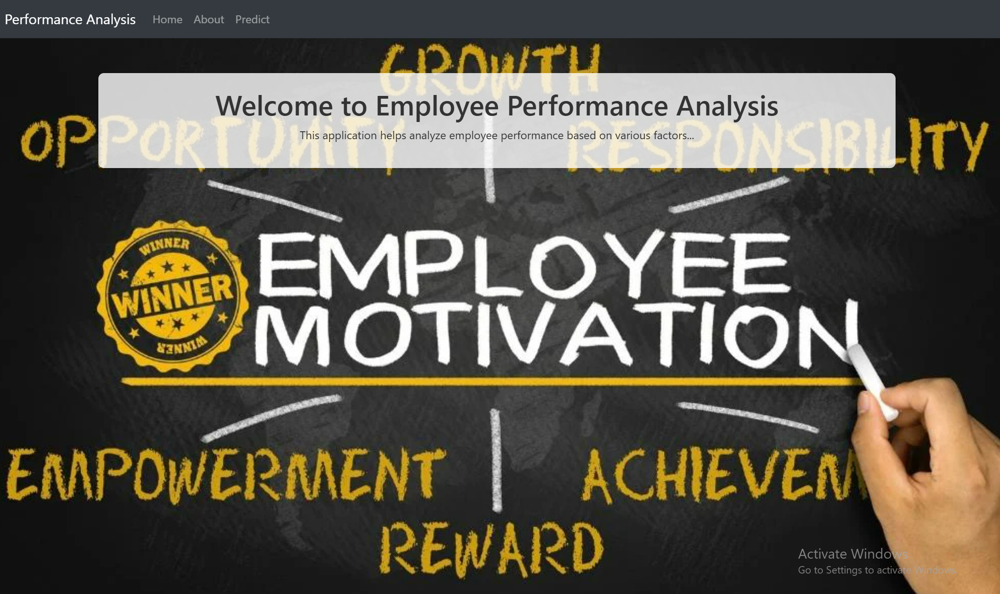 Performance Analysis Home About Predict
GROWTH
Welcome to Employee Performance Analysis
This application helps analyze employee performance based on various factors...
OPPORTUNITY RESPONSIBILITY
WINNER
WINNER
WINNER
EMPLOYEE
MOTIVATION
EMPOWERMENT ACHIEVEM
REWARD
Activate Windows
Go to Settings to activate Windows.